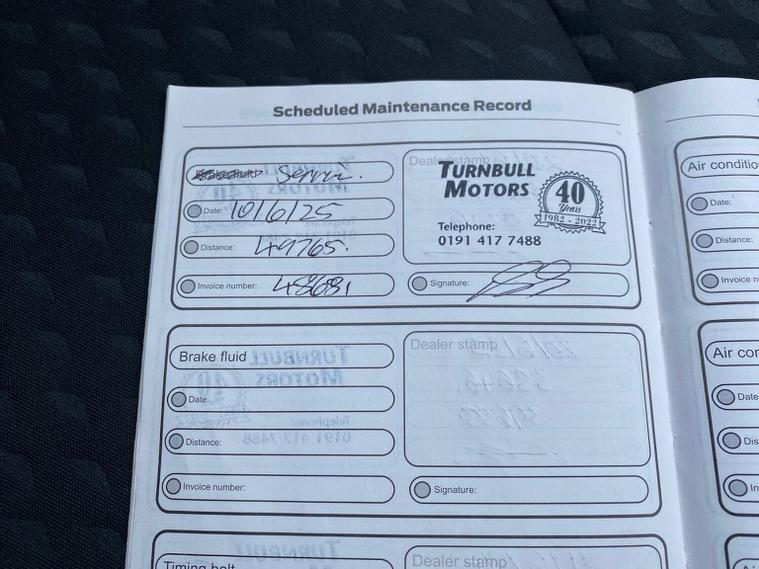 Scheduled Maintenance Record
Service.
Date: 10/6/25
Distance: 49765.
Invoice number: 48681
Dealer stamp
TURNBULL
MOTORS
40
Years
1982 - 2022
Telephone:
0191 417 7488
Signature:
Brake fluid
Date:
Distance:
Invoice number:
Dealer stamp
Signature:
Timing belt
Dealer stamp
Air conditio
Date:
Distance:
Invoice n
Air con
Date
Dis
In